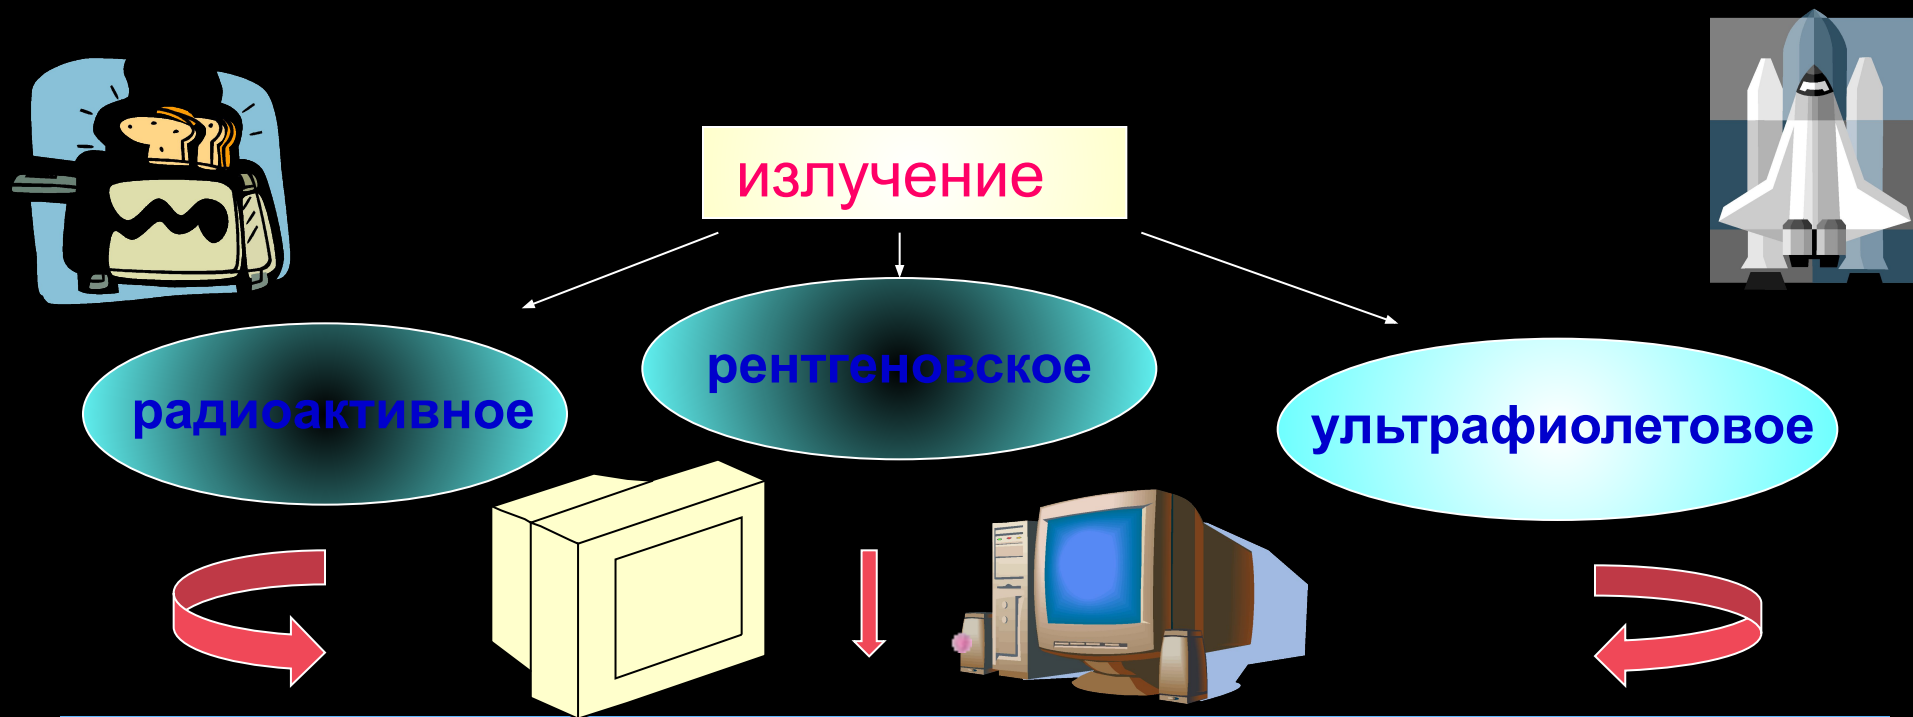 излучение
радиоактивное
рентгеновское
ультрафиолетовое